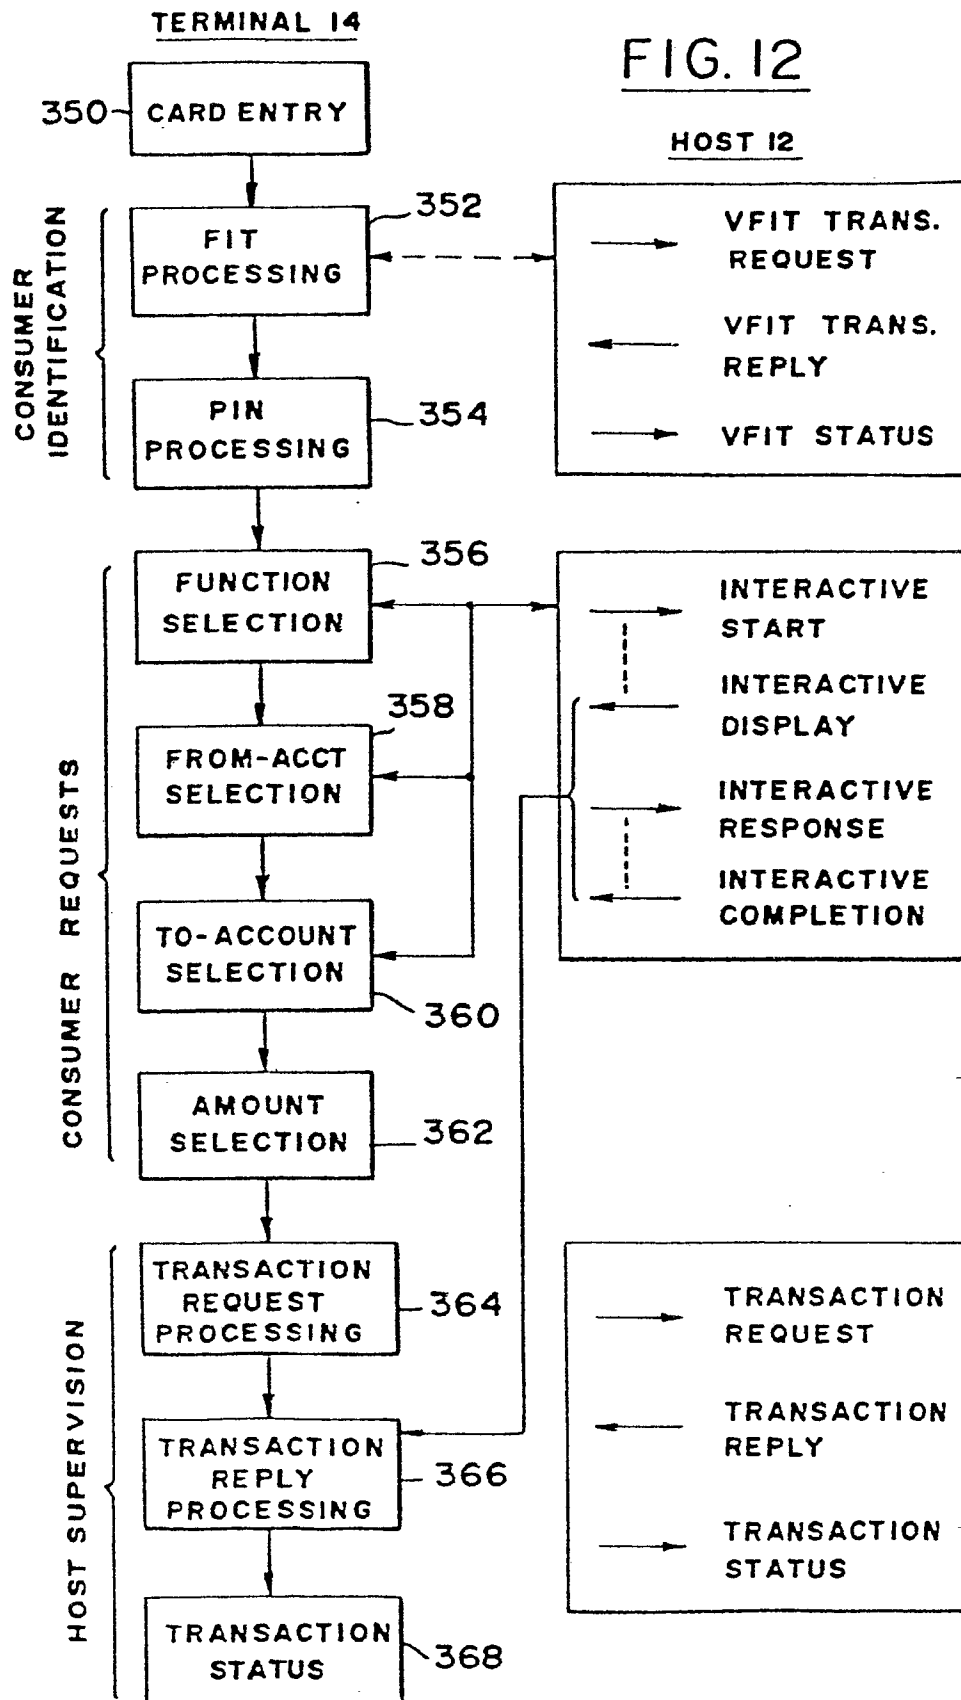 TERMINAL 14
FIG. 12
350
CARD ENTRY
HOST 12
CONSUMER
IDENTIFICATION
352
FIT
PROCESSING
VFIT TRANS.
REQUEST
VFIT TRANS.
REPLY
VFIT STATUS
354
PIN
PROCESSING
CONSUMER REQUESTS
356
FUNCTION
SELECTION
INTERACTIVE
START
INTERACTIVE
DISPLAY
INTERACTIVE
RESPONSE
INTERACTIVE
COMPLETION
358
FROM-ACCT
SELECTION
TO-ACCOUNT
SELECTION
360
AMOUNT
SELECTION
362
HOST SUPERVISION
TRANSACTION
REQUEST
PROCESSING
364
TRANSACTION
REQUEST
TRANSACTION
REPLY
TRANSACTION
STATUS
TRANSACTION
REPLY
PROCESSING
366
TRANSACTION
STATUS
368